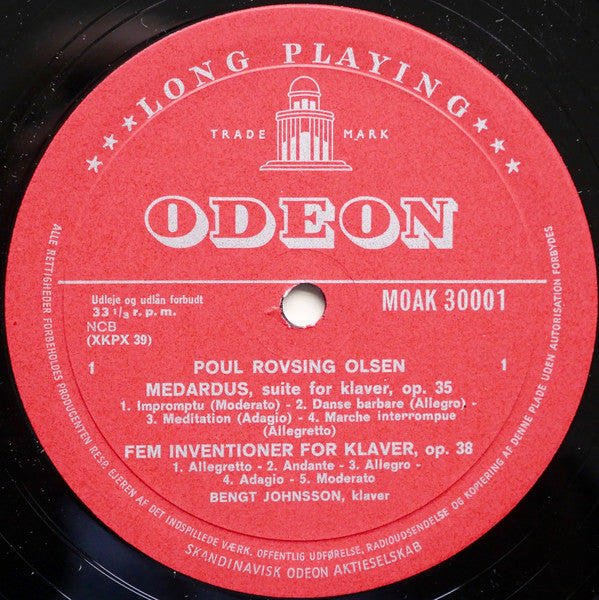 ★★★ LONG PLAYING ★★★
TRADE MARK
ODEON
Udleje og udlån forbudt
33 1/3 r. p. m.
NCB
(XKPX 39)
MOAK 30001
1
1
POUL ROVSING OLSEN
MEDARDUS, suite for klaver, op. 35
1. Impromptu (Moderato) - 2. Danse barbare (Allegro) -
3. Meditation (Adagio) - 4. Marche interrompue
(Allegretto)
FEM INVENTIONER FOR KLAVER, op. 38
1. Allegretto - 2. Andante - 3. Allegro -
4. Adagio - 5. Moderato
BENGT JOHNSSON, klaver
ALLE RETTIGHEDER FORBEHOLDES PRODUCENTEN RESP. EJEREN AF DET INDSPILLEDE VÆRK. OFFENTLIG UDFØRELSE, RADIOUDSENDELSE OG KOPIERING AF DENNE PLADE UDEN AUTORISATION FORBYDES
SKANDINAVISK ODEON AKTIESELSKAB